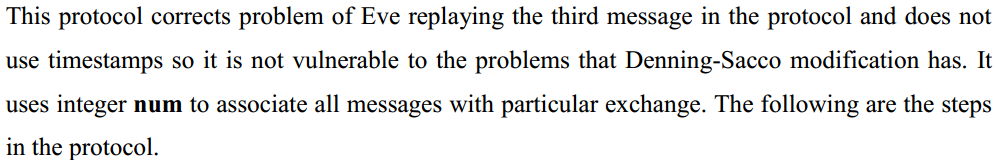 This protocol corrects problem of Eve replaying the third message in the protocol and does not
use timestamps so it is not vulnerable to the problems that Denning-Sacco modification has. It
uses integer num to associate all messages with particular exchange. The following are the steps
in the protocol.